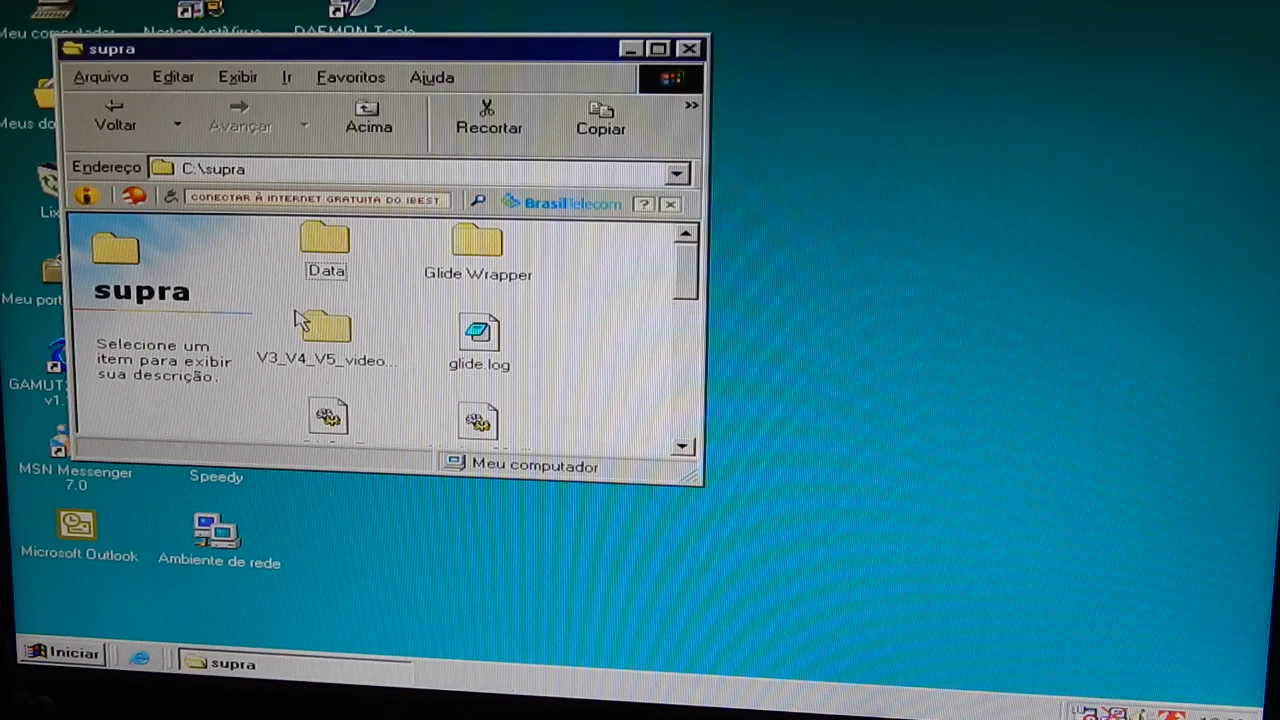 Meu computador
Norton AntiVirus
DAEMON Tools
supra
Arquivo Editar Exibir Ir Favoritos Ajuda
Voltar Avançar Acima Recortar Copiar »
Endereço C:\supra
CONECTAR À INTERNET GRATUITA DO IBEST
BrasilTelecom ?
Meus do
Data
Glide Wrapper
supra
Selecione um
item para exibir
sua descrição.
V3_V4_V5_video...
glide.log
Lix
Meu port
GAMUT
v1.
Meu computador
MSN Messenger
7.0
Speedy
Microsoft Outlook
Ambiente de rede
Iniciar
supra